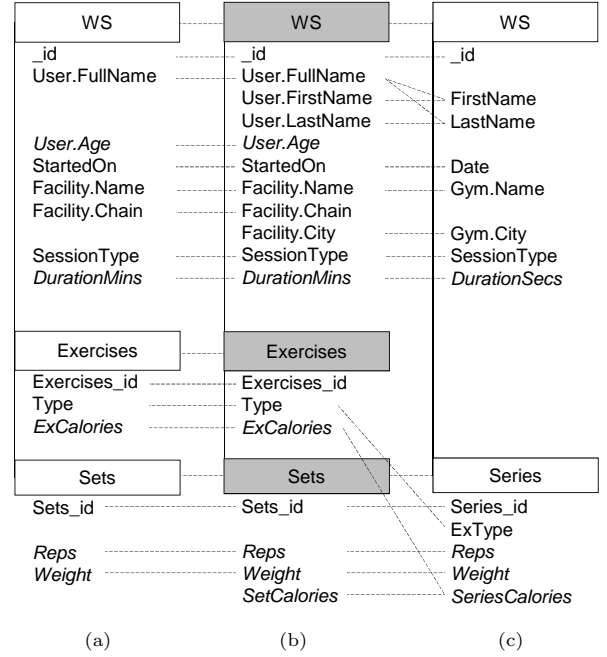 WS WS WS
_id _id _id
User.FullName User.FullName
User.FirstName FirstName
User.LastName LastName
User.Age User.Age
StartedOn StartedOn Date
Facility.Name Facility.Name Gym.Name
Facility.Chain Facility.Chain
Facility.City Gym.City
SessionType SessionType SessionType
DurationMins DurationMins DurationSecs
Exercises Exercises
Exercises_id Exercises_id
Type Type
ExCalories ExCalories
Sets Sets Series
Sets_id Sets_id Series_id
ExType
Reps Reps Reps
Weight Weight Weight
SetCalories SeriesCalories
(a) (b) (c)